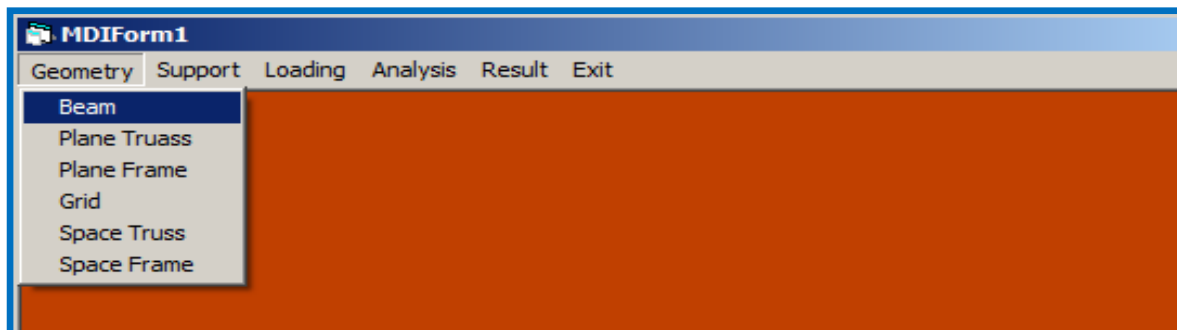 MDIForm1
Geometry Support Loading Analysis Result Exit
Beam
Plane Truass
Plane Frame
Grid
Space Truss
Space Frame